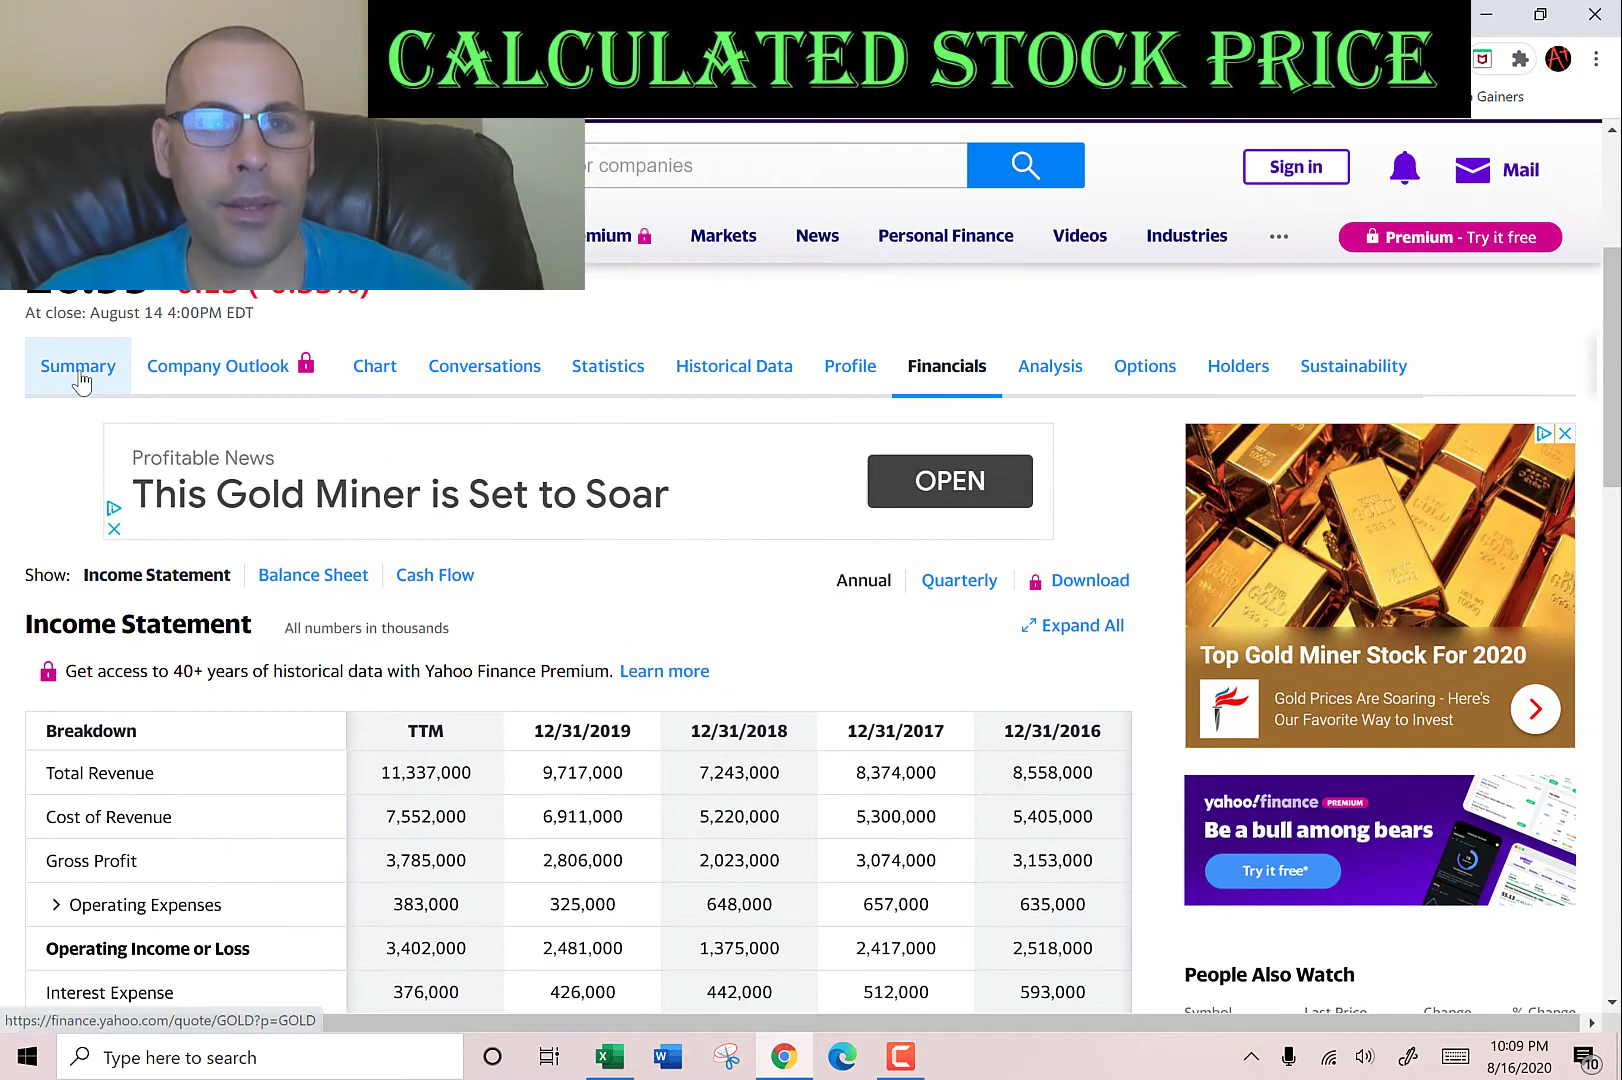 CALCULATED STOCK PRICE
Gainers
or companies
Sign in
Mail
mium
Markets
News
Personal Finance
Videos
Industries
Premium - Try it free
At close: August 14 4:00PM EDT
Summary
Company Outlook
Chart
Conversations
Statistics
Historical Data
Profile
Financials
Analysis
Options
Holders
Sustainability
Profitable News
This Gold Miner is Set to Soar
OPEN
Show: Income Statement Balance Sheet Cash Flow
Annual Quarterly Download
Income Statement All numbers in thousands
Expand All
Get access to 40+ years of historical data with Yahoo Finance Premium. Learn more
Breakdown TTM 12/31/2019 12/31/2018 12/31/2017 12/31/2016
Total Revenue 11,337,000 9,717,000 7,243,000 8,374,000 8,558,000
Cost of Revenue 7,552,000 6,911,000 5,220,000 5,300,000 5,405,000
Gross Profit 3,785,000 2,806,000 2,023,000 3,074,000 3,153,000
Operating Expenses 383,000 325,000 648,000 657,000 635,000
Operating Income or Loss 3,402,000 2,481,000 1,375,000 2,417,000 2,518,000
Interest Expense 376,000 426,000 442,000 512,000 593,000
Top Gold Miner Stock For 2020
Gold Prices Are Soaring - Here's
Our Favorite Way to Invest
yahoo!finance PREMIUM
Be a bull among bears
Try it free*
People Also Watch
Symbol Last Price Change % Change
https://finance.yahoo.com/quote/GOLD?p=GOLD
Type here to search
10:09 PM
8/16/2020
10